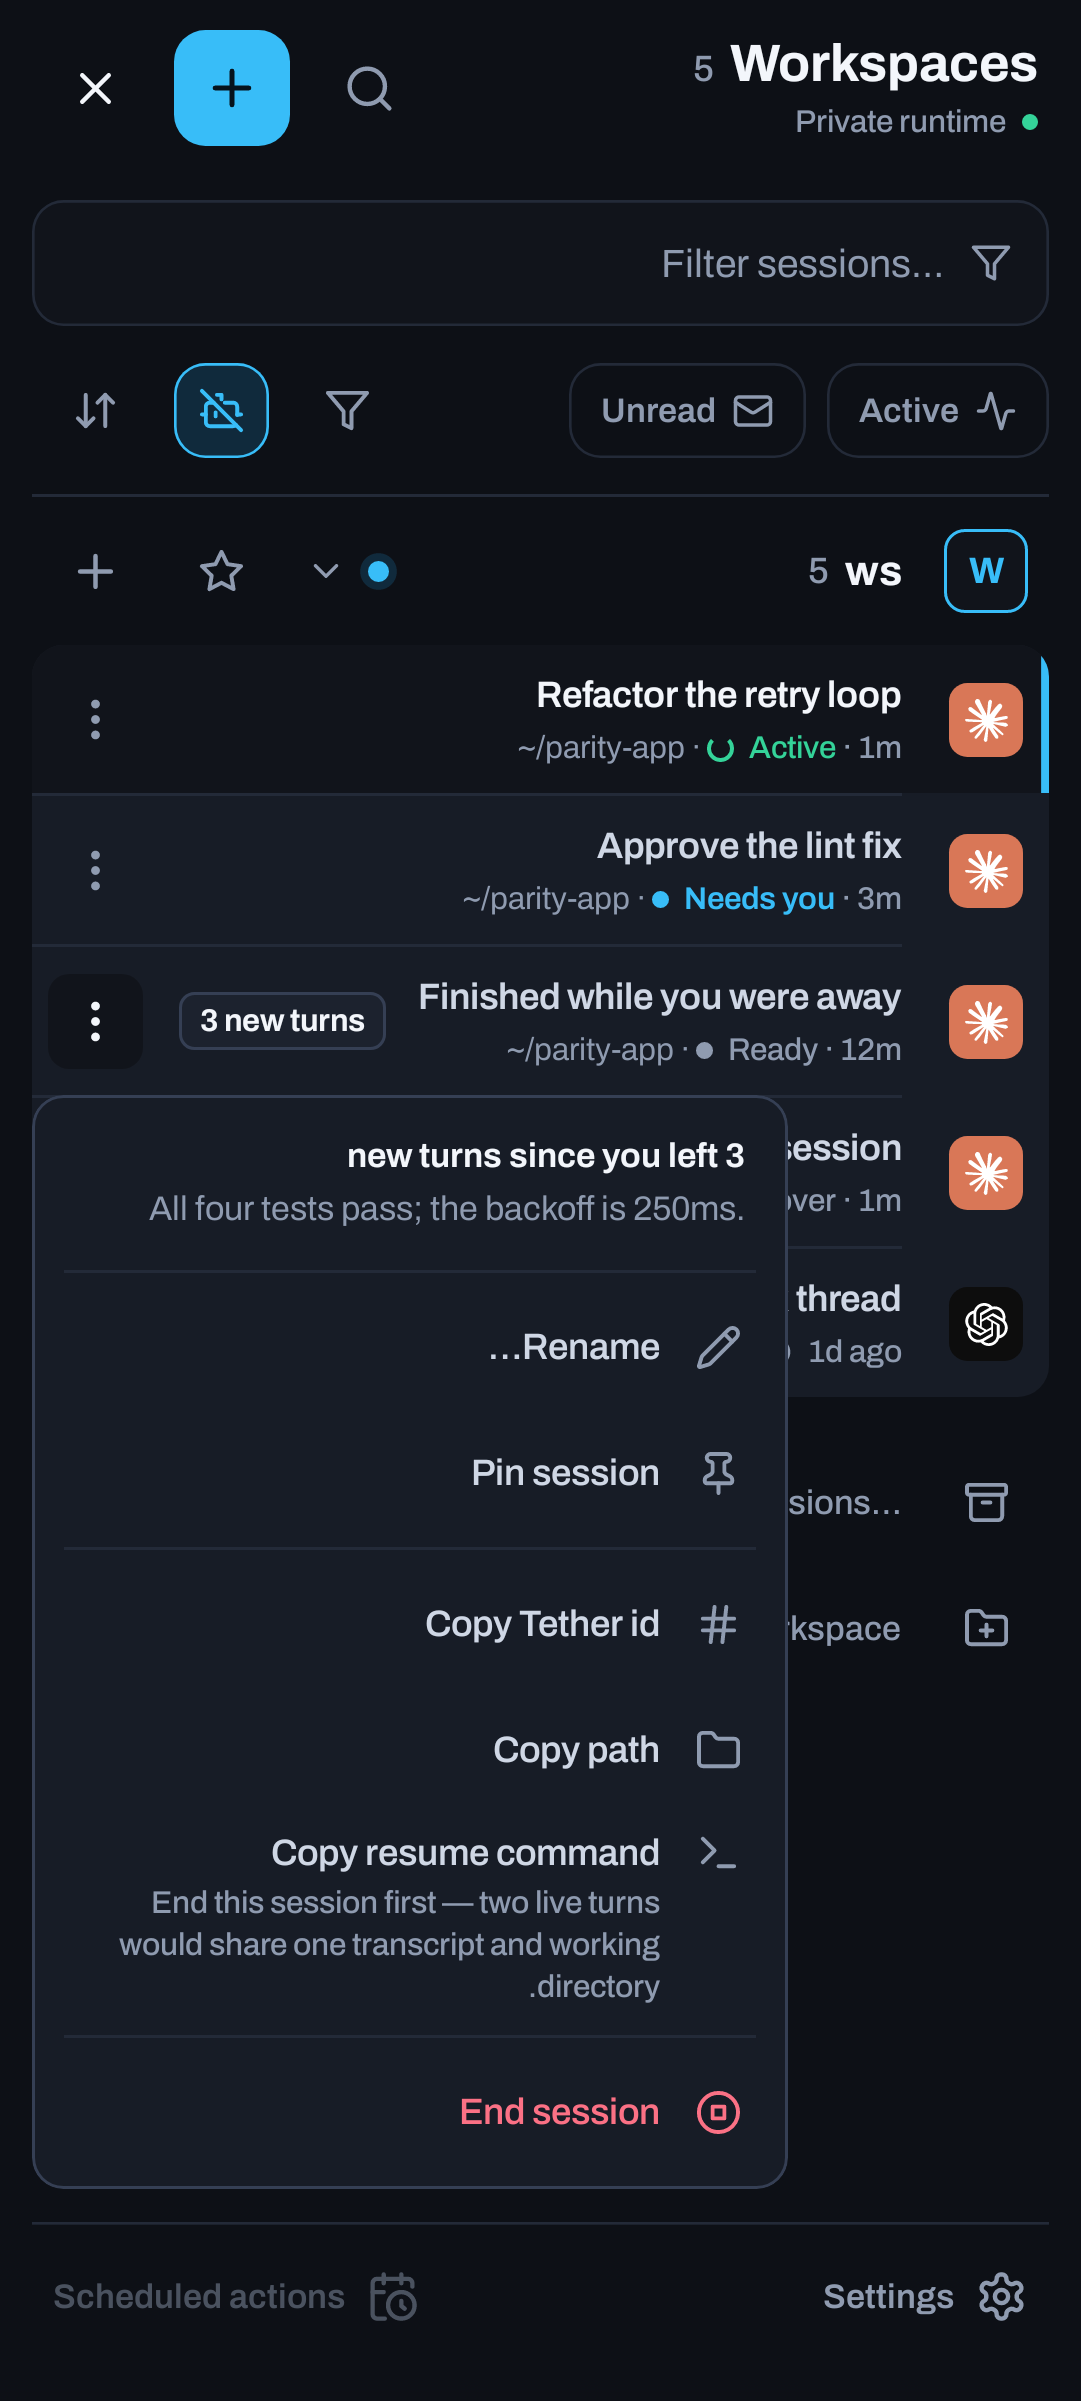 5 Workspaces
Private runtime
Filter sessions...
Unread
Active
5 ws
W
Refactor the retry loop
~/parity-app · Active · 1m
Approve the lint fix
~/parity-app · Needs you · 3m
3 new turns
Finished while you were away
~/parity-app · Ready · 12m
session
over · 1m
thread
1d ago
sions...
kspace
new turns since you left 3
All four tests pass; the backoff is 250ms.
...Rename
Pin session
Copy Tether id
Copy path
Copy resume command
End this session first — two live turns
would share one transcript and working
.directory
End session
Scheduled actions
Settings